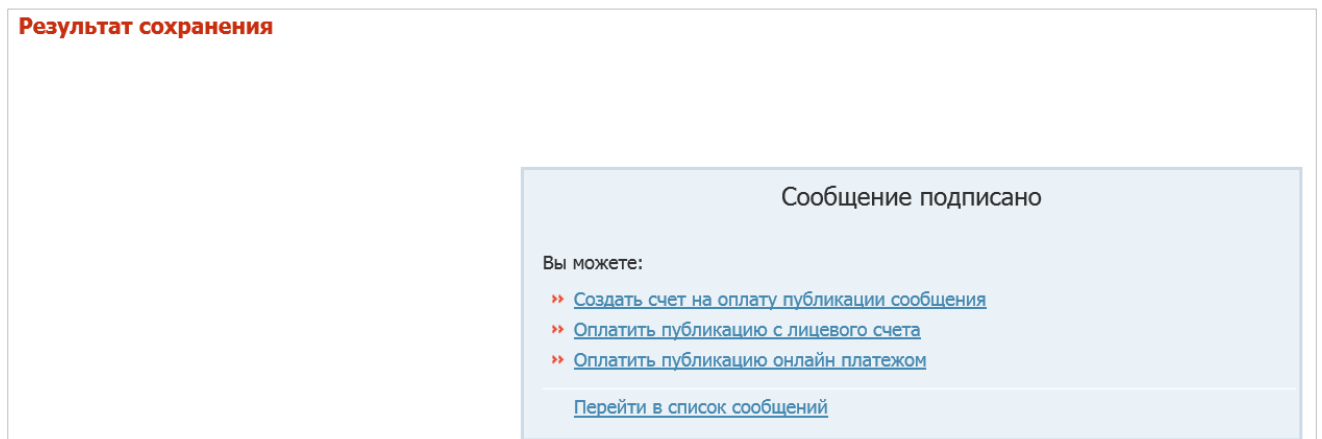 Результат сохранения
Сообщение подписано
Вы можете:
Создать счет на оплату публикации сообщения
Оплатить публикацию с лицевого счета
Оплатить публикацию онлайн платежом
Перейти в список сообщений